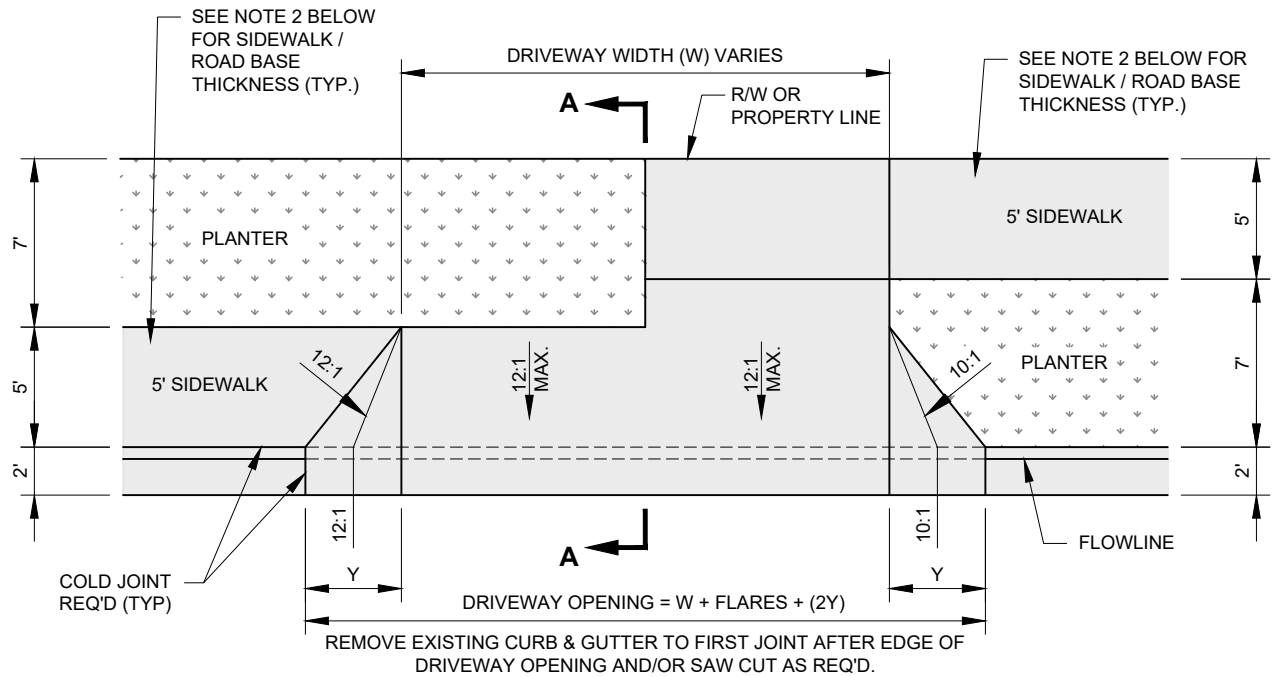 SEE NOTE 2 BELOW
FOR SIDEWALK /
ROAD BASE
THICKNESS (TYP.)
DRIVEWAY WIDTH (W) VARIES
SEE NOTE 2 BELOW FOR
SIDEWALK / ROAD BASE
THICKNESS (TYP.)
A
R/W OR
PROPERTY LINE
7'
PLANTER
5' SIDEWALK
5'
5'
5' SIDEWALK
12:1
12:1
MAX.
12:1
MAX.
10:1
PLANTER
7'
2'
2'
12:1
10:1
A
FLOWLINE
COLD JOINT
REQ'D (TYP)
Y
Y
DRIVEWAY OPENING = W + FLARES + (2Y)
REMOVE EXISTING CURB & GUTTER TO FIRST JOINT AFTER EDGE OF
DRIVEWAY OPENING AND/OR SAW CUT AS REQ'D.